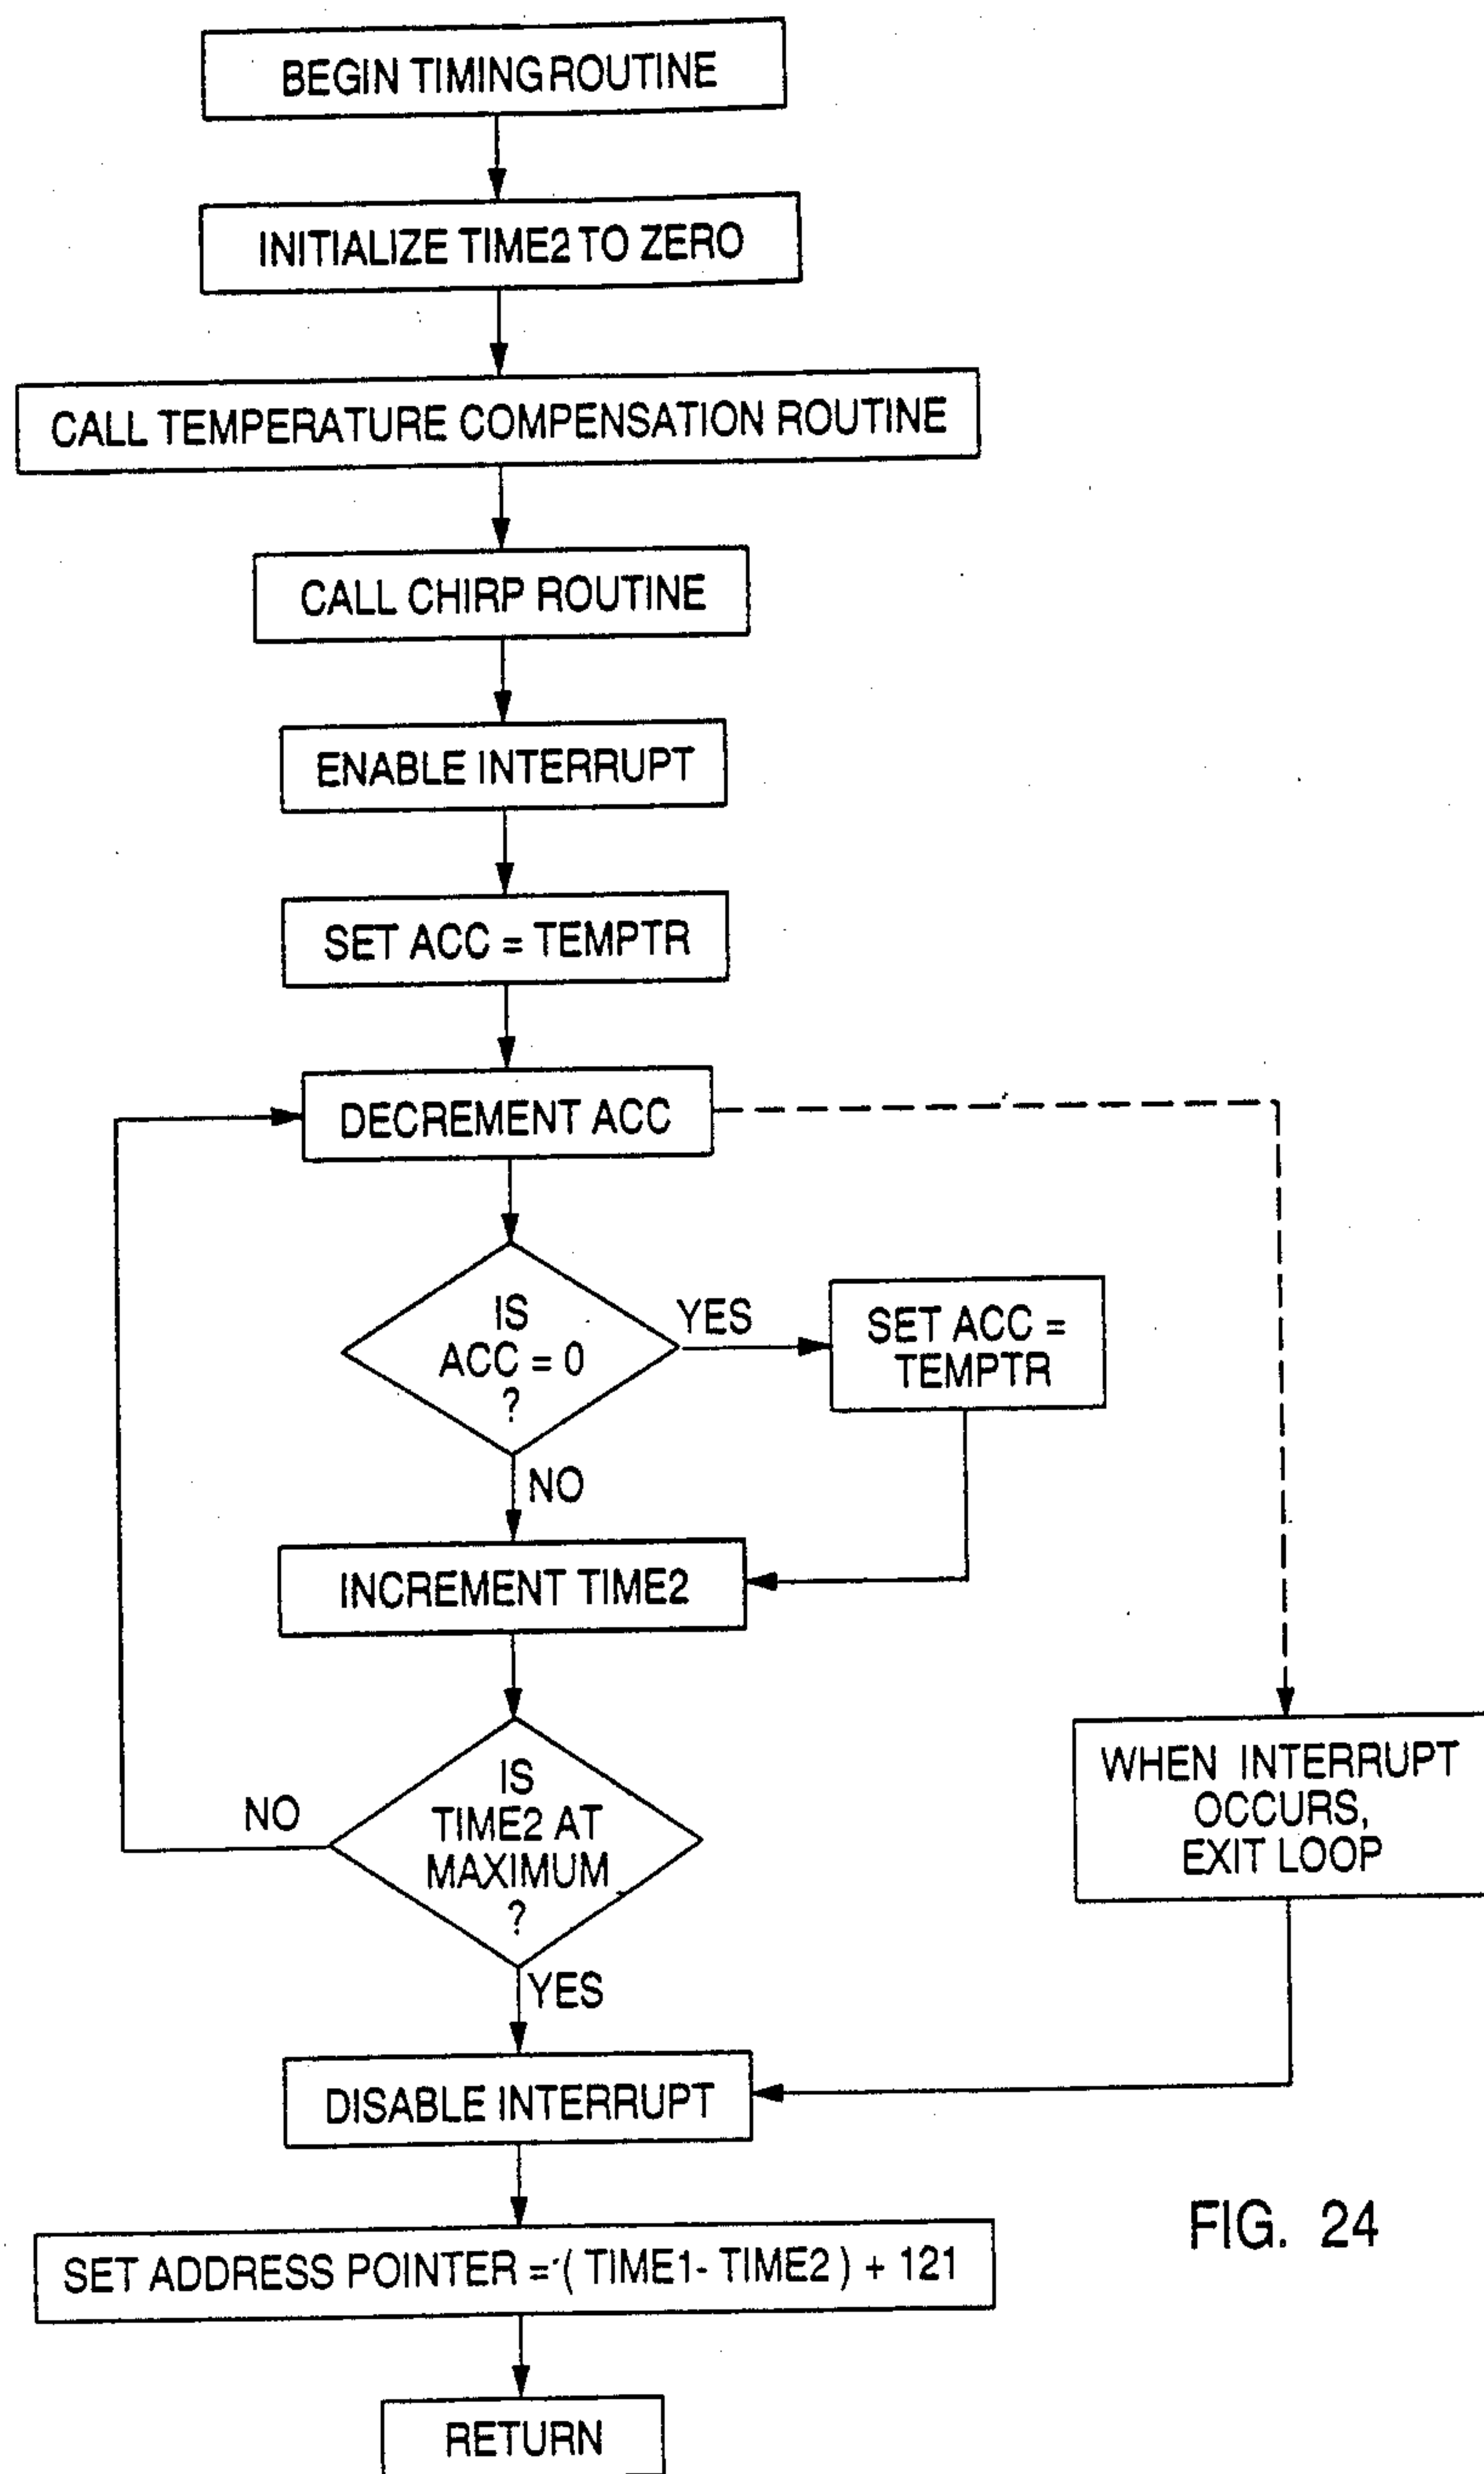 BEGIN TIMING ROUTINE
INITIALIZE TIME2 TO ZERO
CALL TEMPERATURE COMPENSATION ROUTINE
CALL CHIRP ROUTINE
ENABLE INTERRUPT
SET ACC = TEMPTR
DECREMENT ACC
IS
ACC = 0
?
YES
SET ACC =
TEMPTR
NO
INCREMENT TIME2
IS
TIME2 AT
MAXIMUM
?
NO
YES
WHEN INTERRUPT
OCCURS,
EXIT LOOP
DISABLE INTERRUPT
SET ADDRESS POINTER = ( TIME1- TIME2 ) + 121
RETURN
FIG. 24